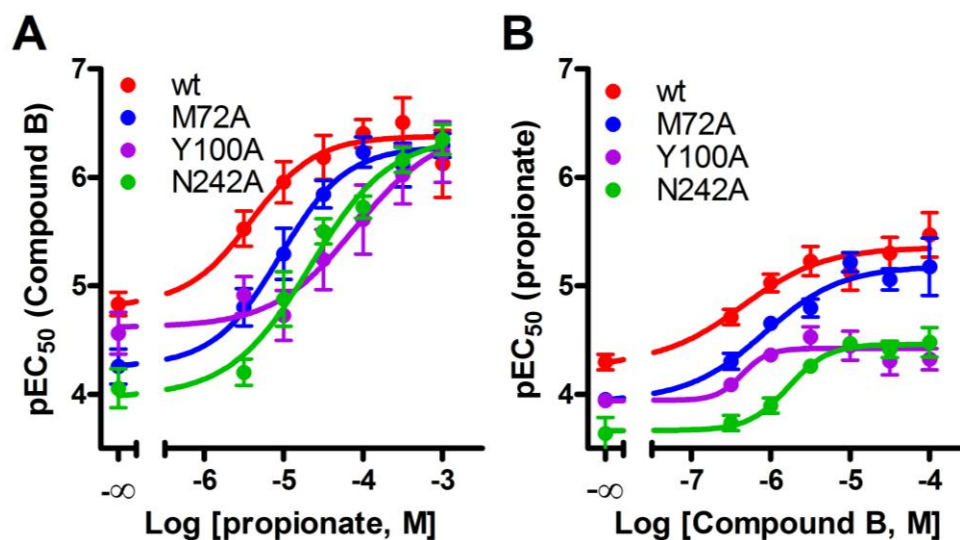 A
wt
M72A
Y100A
N242A
7
6
5
4
pEC50 (Compound B)
-∞
-6
-5
-4
-3
Log [propionate, M]
B
wt
M72A
Y100A
N242A
7
6
5
4
pEC50 (propionate)
-∞
-7
-6
-5
-4
Log [Compound B, M]